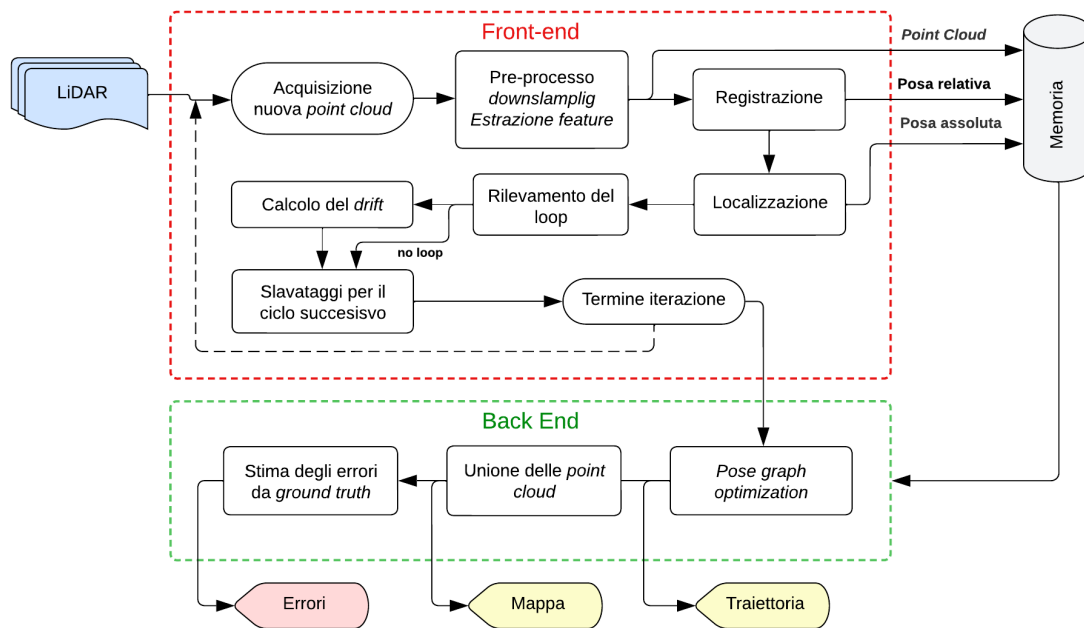 Front-end
Point Cloud
LiDAR
Acquisizione
nuova point cloud
Pre-processo
downslamplig
Estrazione feature
Registrazione
Posa relativa
Posa assoluta
Memoria
Calcolo del drift
Rilevamento del
loop
Localizzazione
no loop
Slavataggi per il
ciclo succesisvo
Termine iterazione
Back End
Stima degli errori
da ground truth
Unione delle point
cloud
Pose graph
optimization
Errori
Mappa
Traiettoria